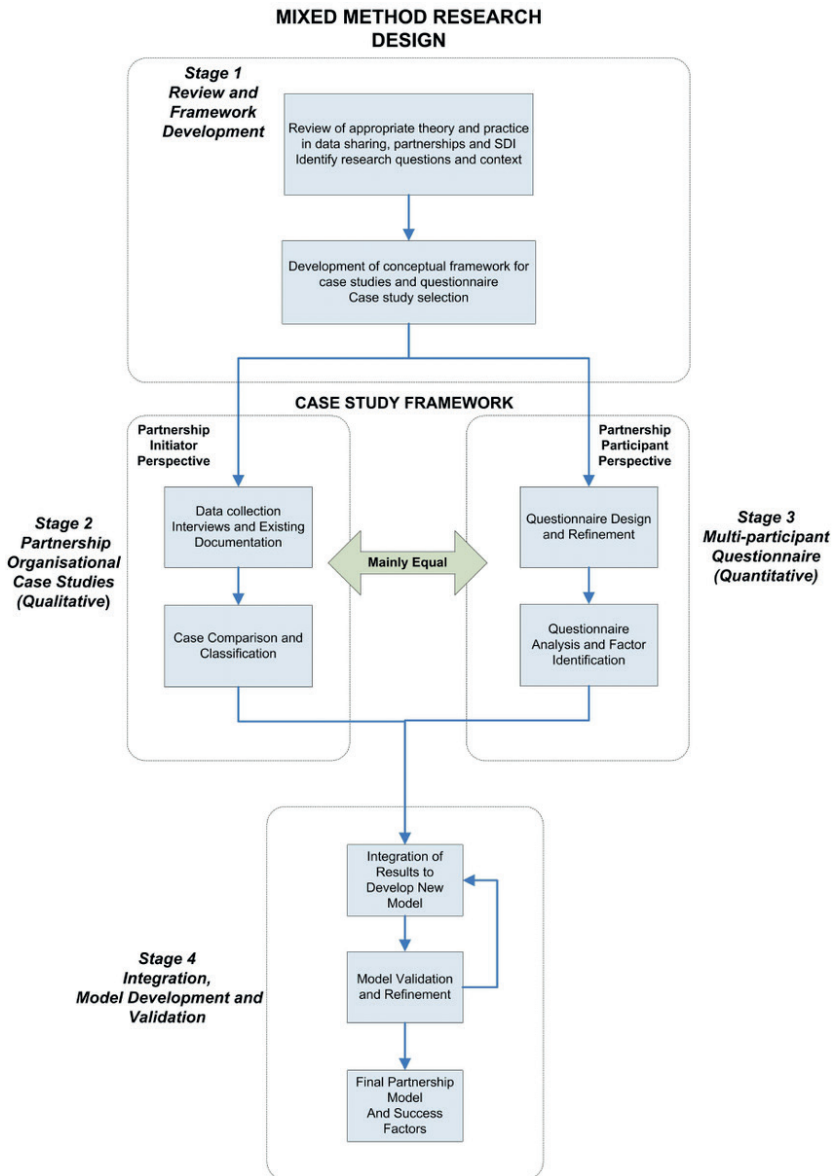 MIXED METHOD RESEARCH
DESIGN
Stage 1
Review and
Framework
Development
Review of appropriate theory and practice
in data sharing, partnerships and SDI
Identify research questions and context
Development of conceptual framework for
case studies and questionnaire
Case study selection
CASE STUDY FRAMEWORK
Partnership
Initiator
Perspective
Partnership
Participant
Perspective
Stage 2
Partnership
Organisational
Case Studies
(Qualitative)
Data collection
Interviews and Existing
Documentation
Case Comparison and
Classification
Mainly Equal
Questionnaire Design
and Refinement
Questionnaire
Analysis and Factor
Identification
Stage 3
Multi-participant
Questionnaire
(Quantitative)
Stage 4
Integration,
Model Development and
Validation
Integration of
Results to
Develop New
Model
Model Validation
and Refinement
Final Partnership
Model
And Success
Factors